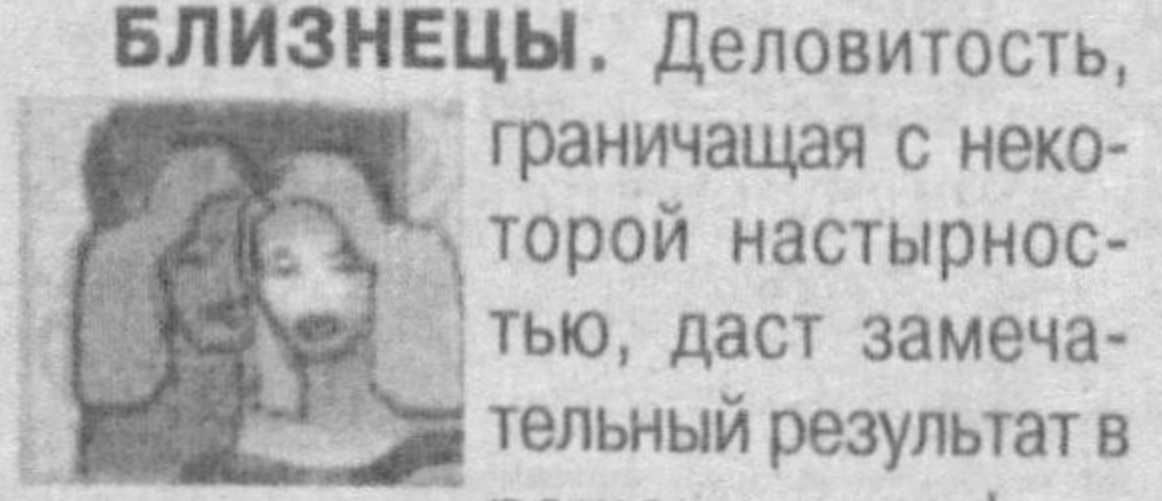 БЛИЗНЕЦЫ. Деловитость,
граничащая с неко-
торой настырнос-
тью, даст замеча-
тельный результат в